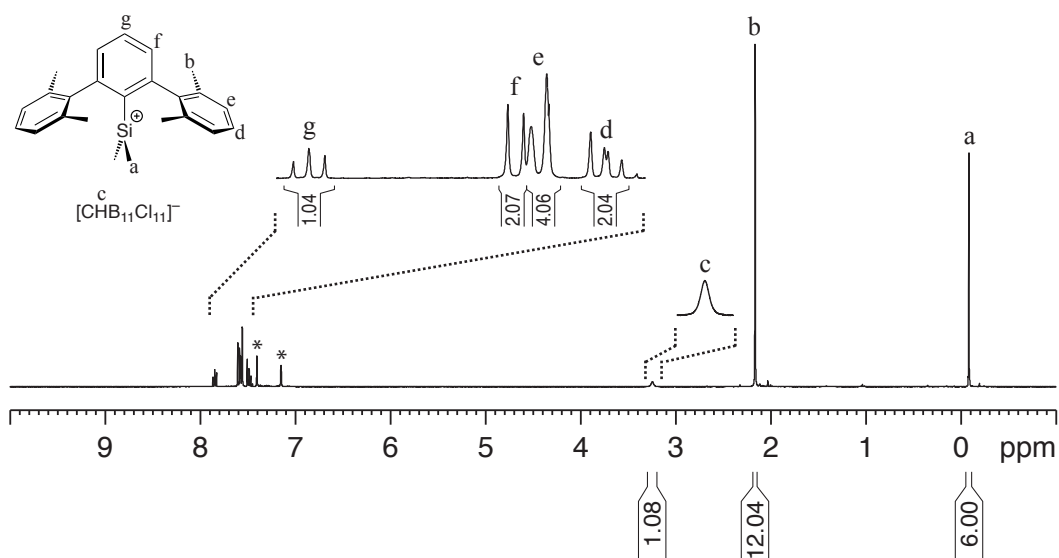 g
f
b
e
d
Si
⊕
a
c
[CHB₁₁Cl₁₁]⁻
g
f
e
d
1.04
2.07
4.06
2.04
c
b
a
*
*
9 8 7 6 5 4 3 2 1 0 ppm
1.08
12.04
6.00